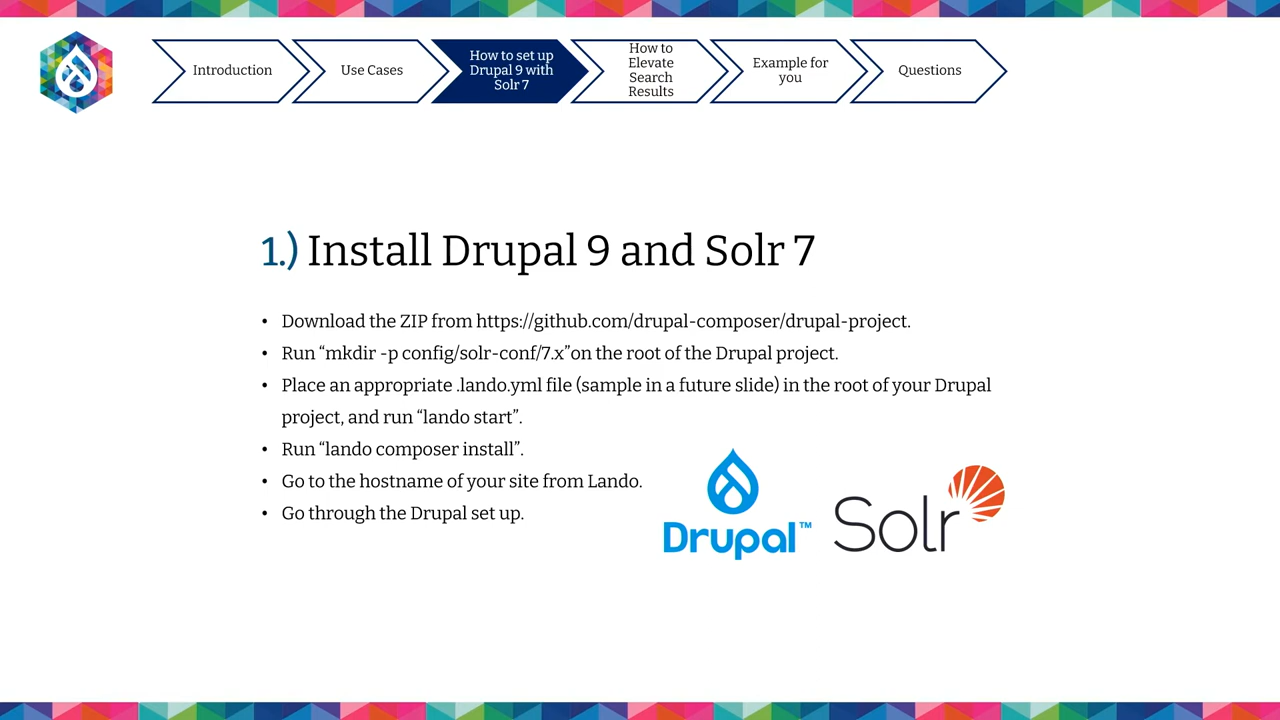 Introduction
Use Cases
How to set up
Drupal 9 with
Solr 7
How to
Elevate
Search
Results
Example for
you
Questions
1.) Install Drupal 9 and Solr 7
• Download the ZIP from https://github.com/drupal-composer/drupal-project.
• Run “mkdir -p config/solr-conf/7.x”on the root of the Drupal project.
• Place an appropriate .lando.yml file (sample in a future slide) in the root of your Drupal
project, and run “lando start”.
• Run “lando composer install”.
• Go to the hostname of your site from Lando.
• Go through the Drupal set up.
Drupal™
Solr